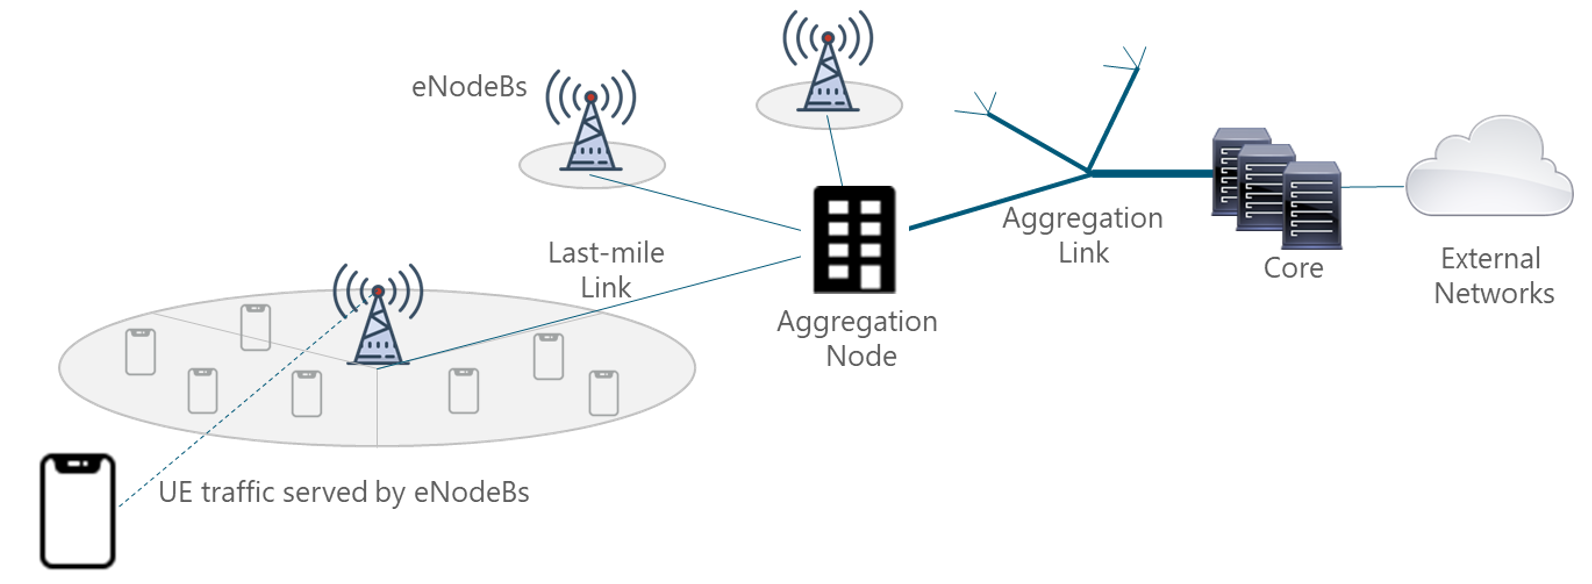 eNodeBs
Last-mile
Link
Aggregation
Node
Aggregation
Link
Core
External
Networks
UE traffic served by eNodeBs